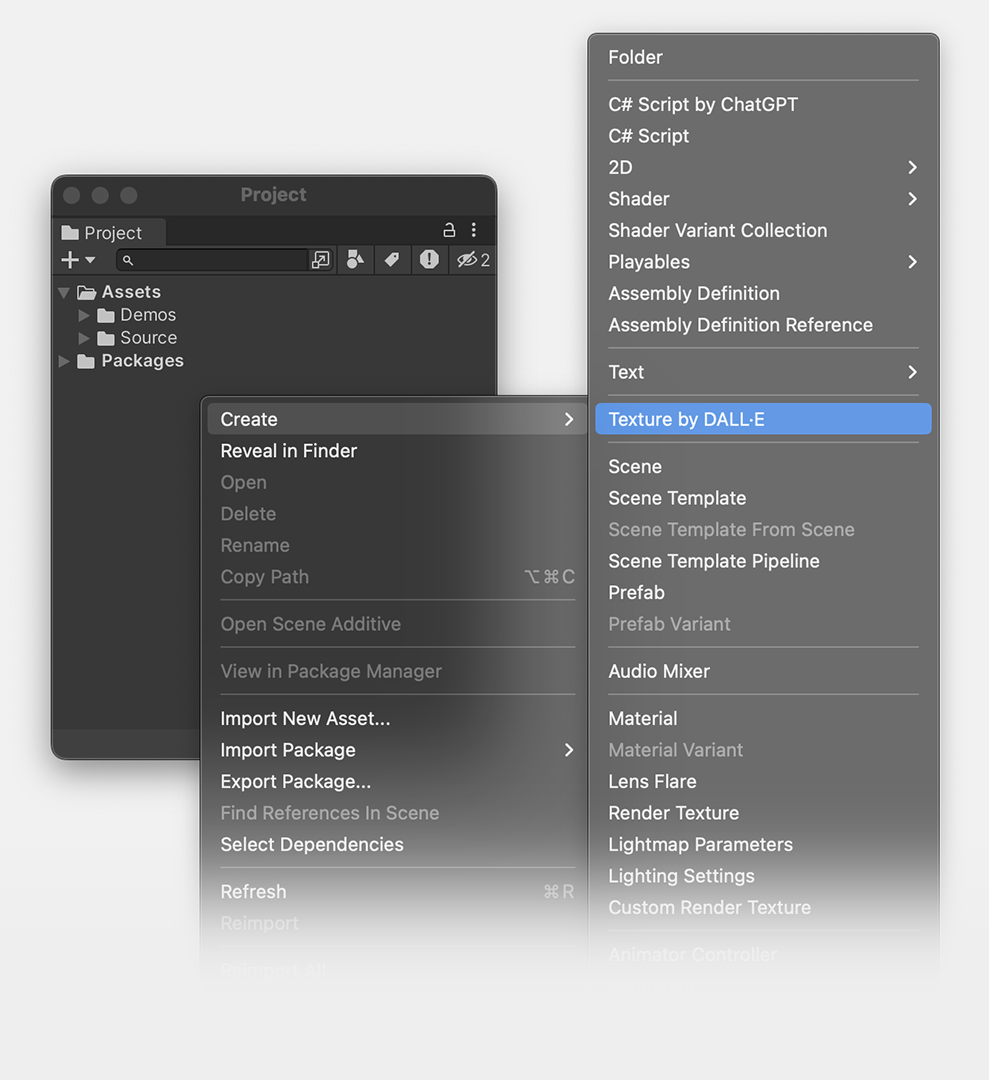 Project
Project
2
Assets
Demos
Source
Packages
Create
Reveal in Finder
Open
Delete
Rename
Copy Path ⌥⌘C
Open Scene Additive
View in Package Manager
Import New Asset...
Import Package
Export Package...
Find References In Scene
Select Dependencies
Refresh ⌘R
Reimport
Reimport All
Folder
C# Script by ChatGPT
C# Script
2D
Shader
Shader Variant Collection
Playables
Assembly Definition
Assembly Definition Reference
Text
Texture by DALL·E
Scene
Scene Template
Scene Template From Scene
Scene Template Pipeline
Prefab
Prefab Variant
Audio Mixer
Material
Material Variant
Lens Flare
Render Texture
Lightmap Parameters
Lighting Settings
Custom Render Texture
Animator Controller